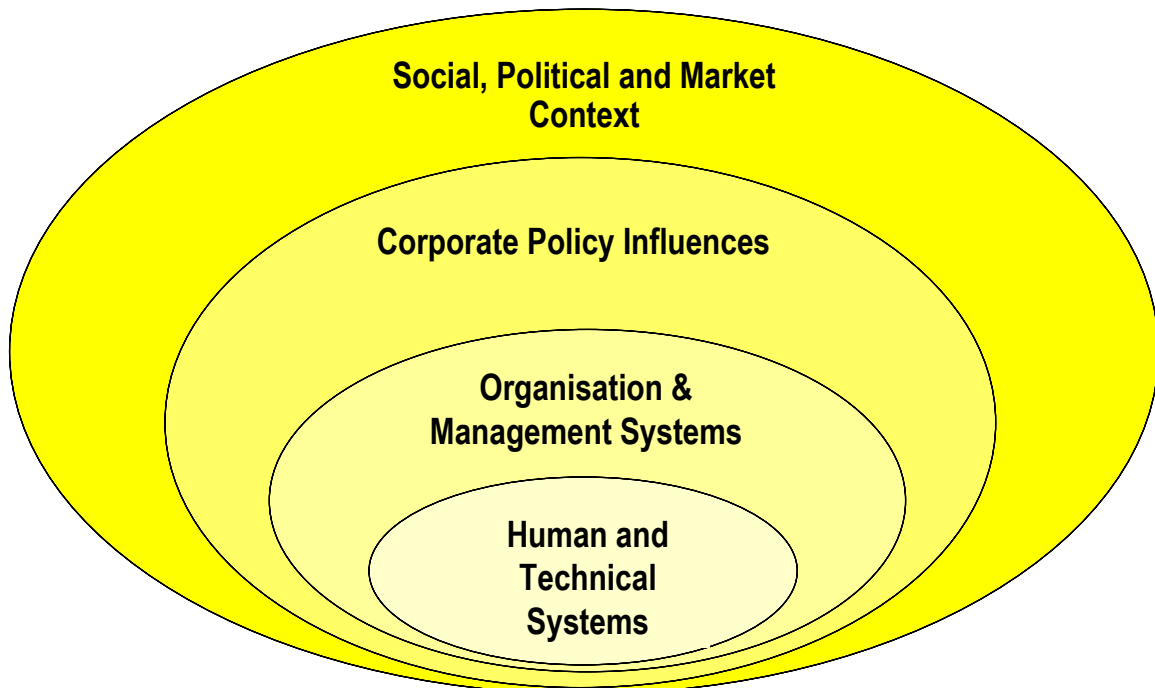 Social, Political and Market
Context
Corporate Policy Influences
Organisation &
Management Systems
Human and
Technical
Systems